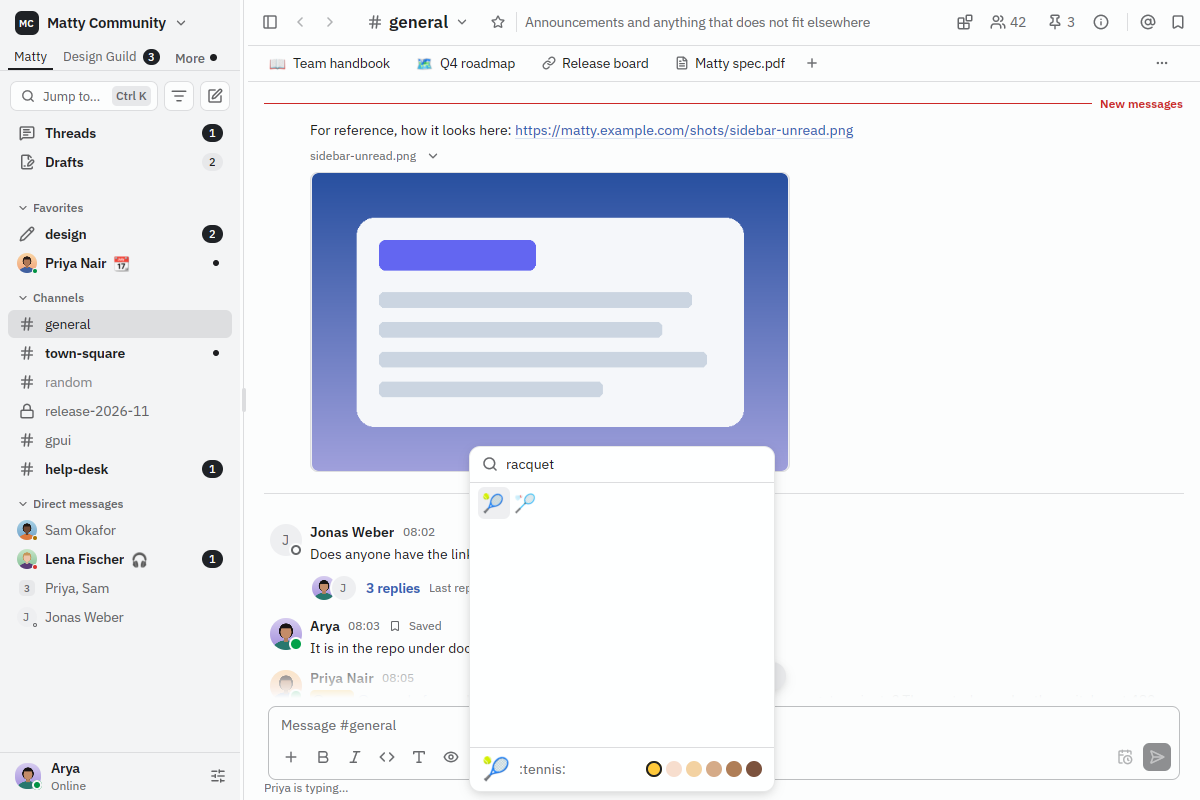 MC Matty Community
Matty
Design Guild 3
More
Jump to... Ctrl K
Threads 1
Drafts 2
Favorites
design 2
Priya Nair
Channels
general
town-square
random
release-2026-11
gpui
help-desk 1
Direct messages
Sam Okafor
Lena Fischer 1
3 Priya, Sam
J Jonas Weber
Arya
Online
general
Announcements and anything that does not fit elsewhere
42
3
Team handbook
Q4 roadmap
Release board
Matty spec.pdf
New messages
For reference, how it looks here: https://matty.example.com/shots/sidebar-unread.png
sidebar-unread.png
J Jonas Weber 08:02
Does anyone have the link
J 3 replies Last rep
Arya 08:03 Saved
It is in the repo under doc
Priya Nair 08:05
racquet
:tennis:
Message #general
Priya is typing...